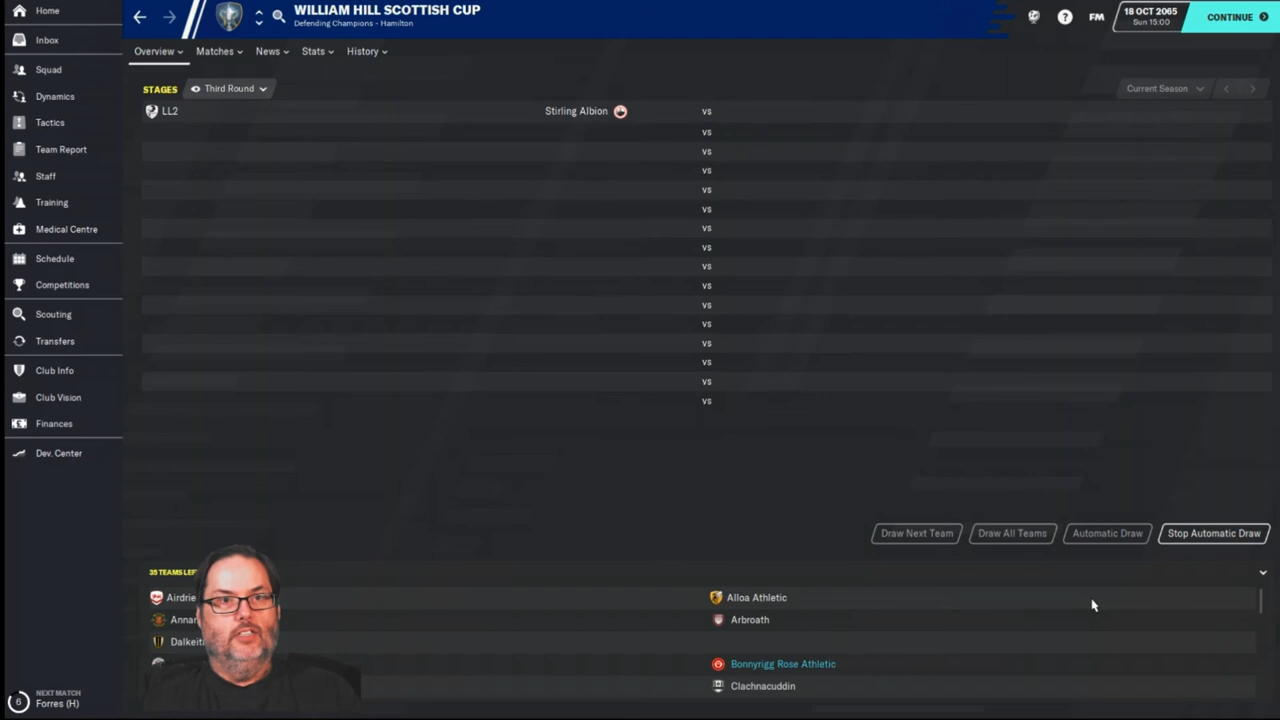 Home
WILLIAM HILL SCOTTISH CUP
Defending Champions - Hamilton
FM
18 OCT 2065
Sun 15:00
CONTINUE
Inbox
Overview
Matches
News
Stats
History
Squad
STAGES
Third Round
Current Season
Dynamics
LL2
Stirling Albion
vs
Tactics
vs
Team Report
vs
Staff
vs
Training
vs
vs
Medical Centre
vs
vs
Schedule
vs
Competitions
vs
Scouting
vs
vs
Transfers
vs
Club Info
vs
Club Vision
vs
vs
Finances
Dev. Center
Draw Next Team
Draw All Teams
Automatic Draw
Stop Automatic Draw
35 TEAMS LEF
Airdrie
Alloa Athletic
Annan
Arbroath
Dalkeit
Bonnyrigg Rose Athletic
Clachnacuddin
6
NEXT MATCH
Forres (H)